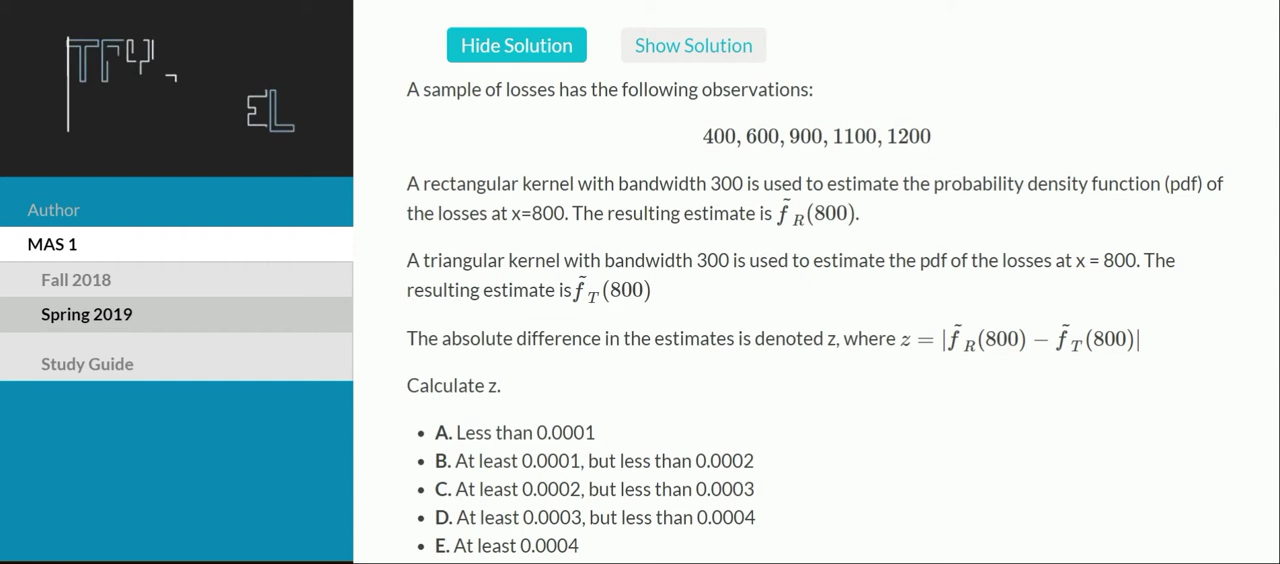 Hide Solution
Show Solution
A sample of losses has the following observations:
400, 600, 900, 1100, 1200
A rectangular kernel with bandwidth 300 is used to estimate the probability density function (pdf) of
the losses at x=800. The resulting estimate is f̃ R(800).
A triangular kernel with bandwidth 300 is used to estimate the pdf of the losses at x = 800. The
resulting estimate is f̃ T(800)
The absolute difference in the estimates is denoted z, where z = |f̃ R(800) − f̃ T(800)|
Calculate z.
• A. Less than 0.0001
• B. At least 0.0001, but less than 0.0002
• C. At least 0.0002, but less than 0.0003
• D. At least 0.0003, but less than 0.0004
• E. At least 0.0004
Author
MAS 1
Fall 2018
Spring 2019
Study Guide